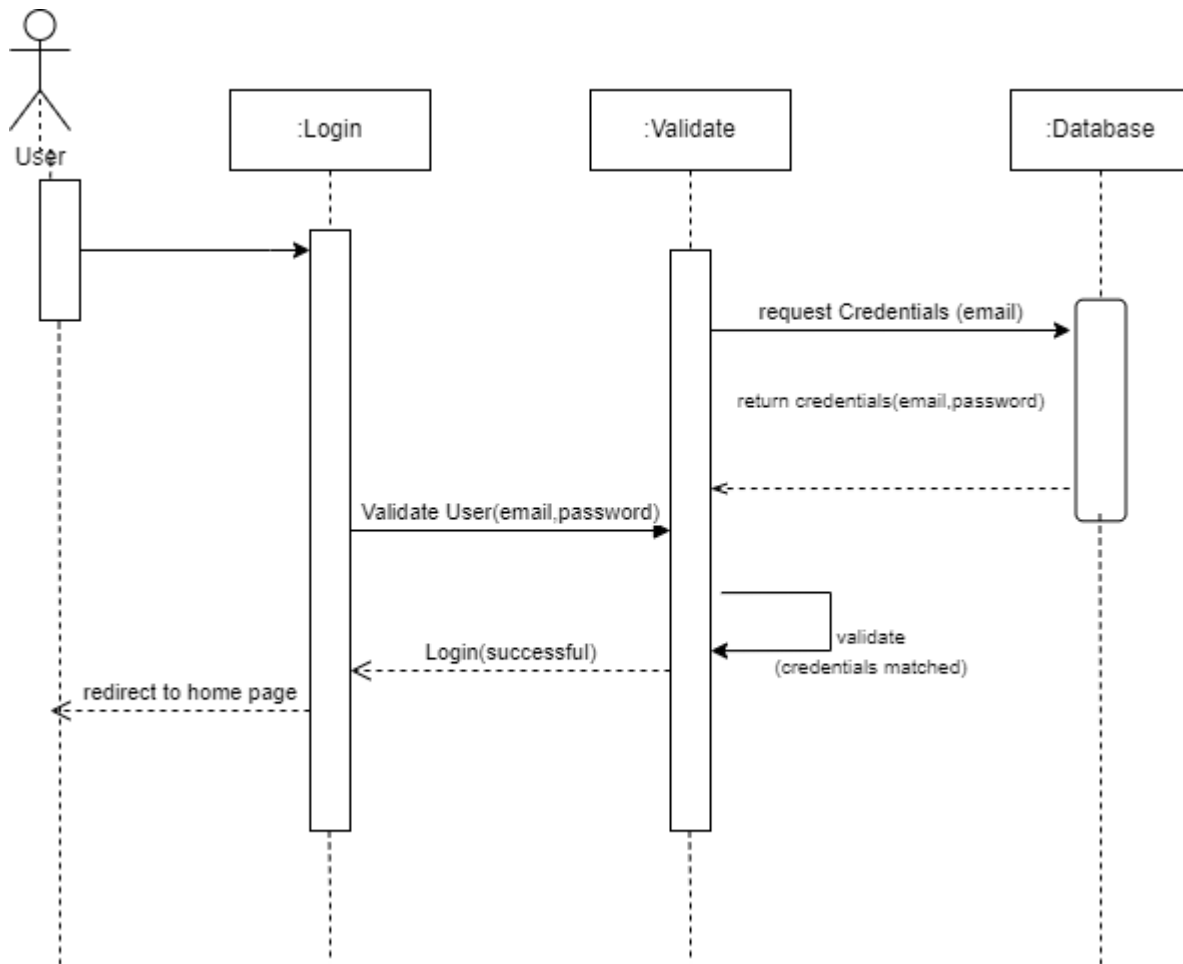 User
:Login
:Validate
:Database
request Credentials (email)
return credentials(email,password)
Validate User(email,password)
validate
(credentials matched)
Login(successful)
redirect to home page